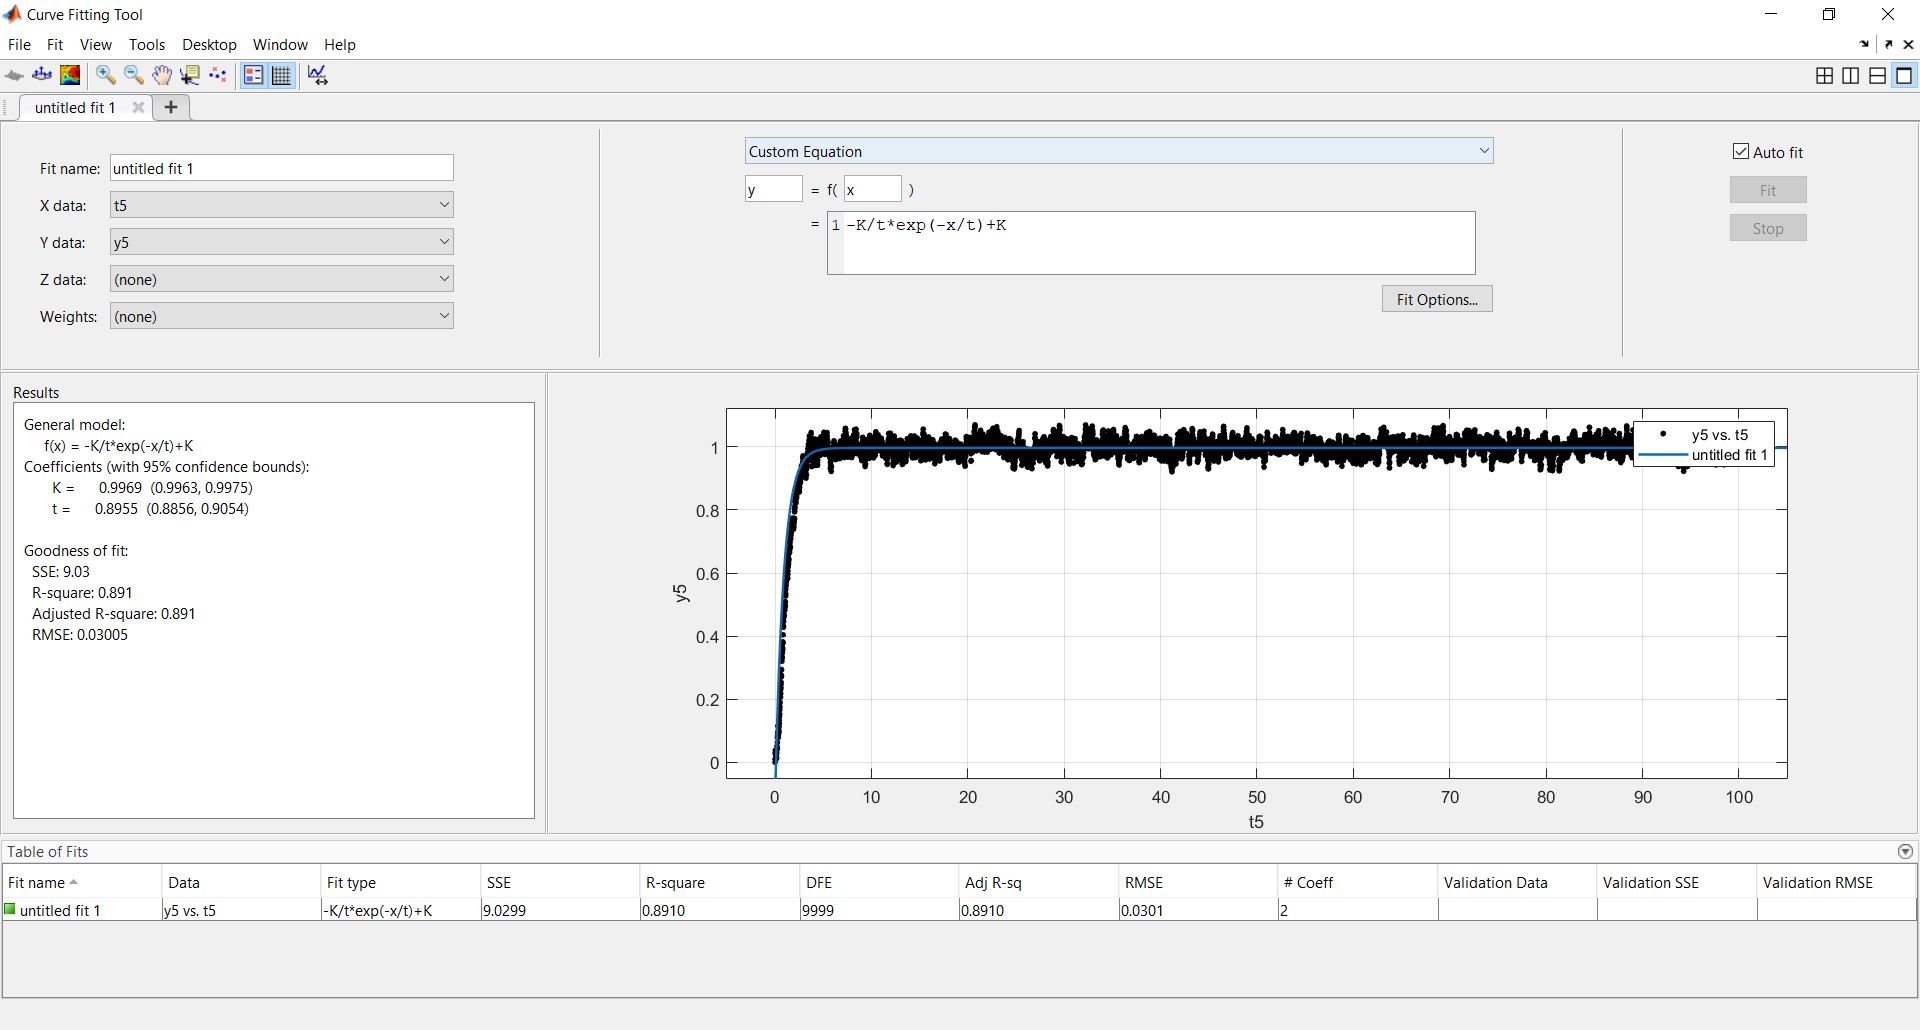 Curve Fitting Tool
File Fit View Tools Desktop Window Help
untitled fit 1
Fit name: untitled fit 1
X data: t5
Y data: y5
Z data: (none)
Weights: (none)
Custom Equation
y = f( x )
= 1 -K/t*exp(-x/t)+K
Fit Options...
Auto fit
Fit
Stop
Results
General model:
f(x) = -K/t*exp(-x/t)+K
Coefficients (with 95% confidence bounds):
K = 0.9969 (0.9963, 0.9975)
t = 0.8955 (0.8856, 0.9054)
Goodness of fit:
SSE: 9.03
R-square: 0.891
Adjusted R-square: 0.891
RMSE: 0.03005
y5 vs. t5
untitled fit 1
1
0.8
0.6
0.4
0.2
0
y5
0 10 20 30 40 50 60 70 80 90 100
t5
Table of Fits
Fit name Data Fit type SSE R-square DFE Adj R-sq RMSE # Coeff Validation Data Validation SSE Validation RMSE
untitled fit 1 y5 vs. t5 -K/t*exp(-x/t)+K 9.0299 0.8910 9999 0.8910 0.0301 2